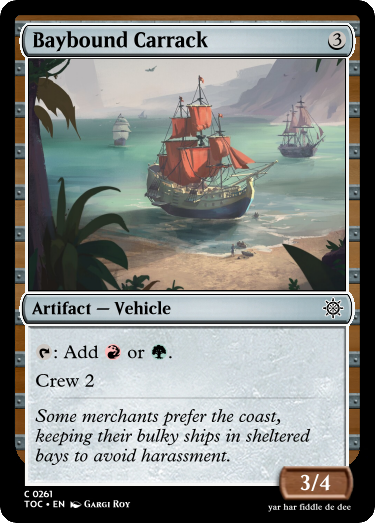 Baybound Carrack 3
Artifact — Vehicle
: Add or .
Crew 2
Some merchants prefer the coast,
keeping their bulky ships in sheltered
bays to avoid harassment.
3/4
C 0261
TOC • EN Gargi Roy
yar har fiddle de dee